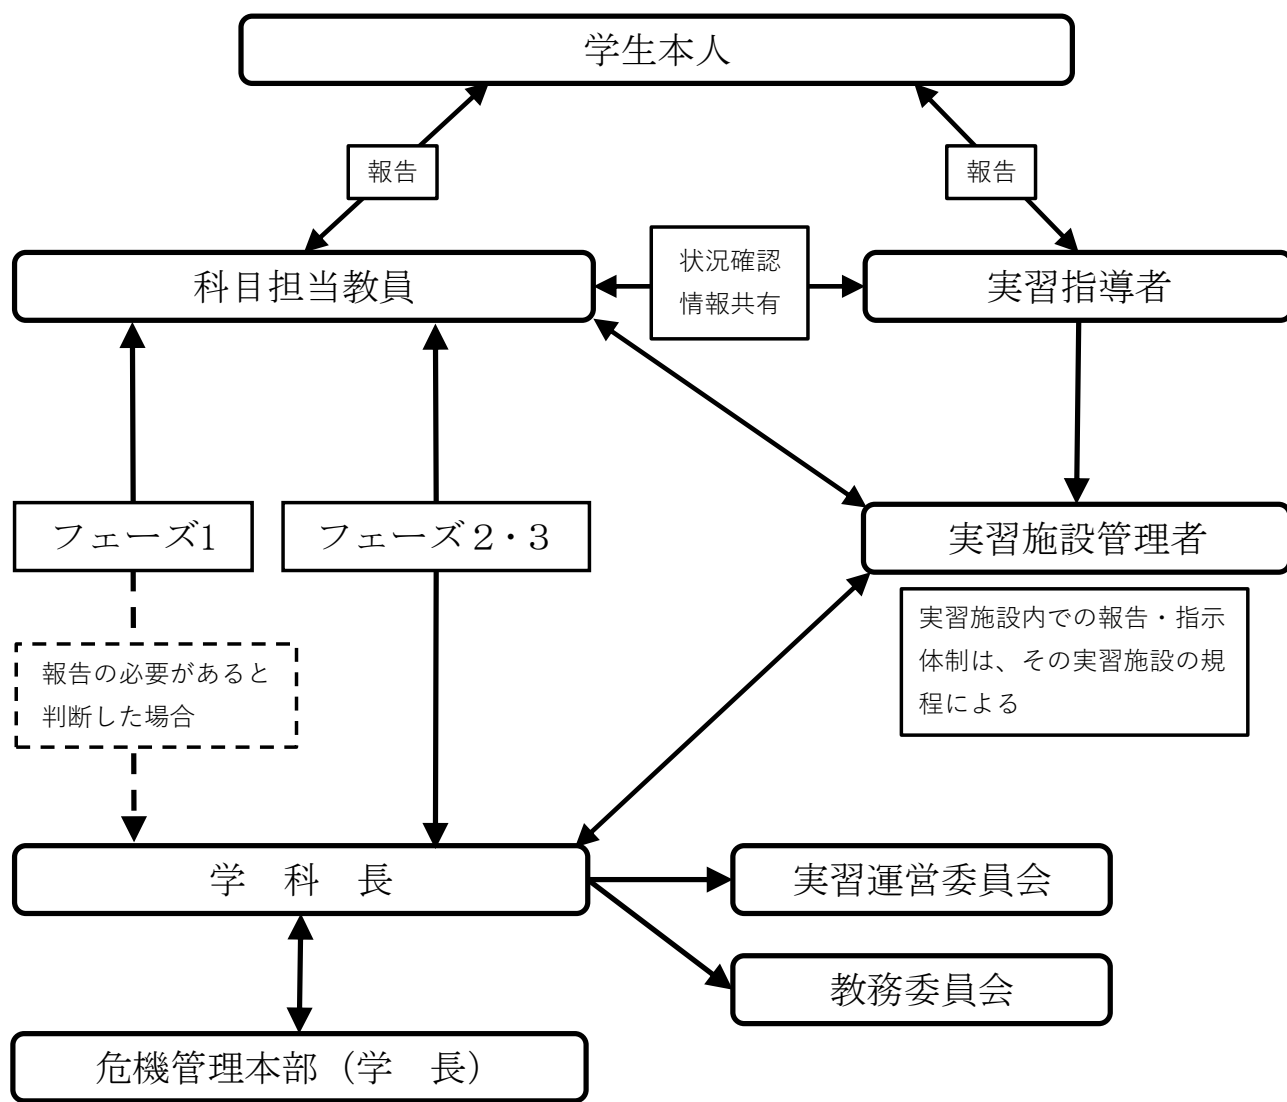 学生本人
報告
報告
科目担当教員
状況確認
情報共有
実習指導者
フェーズ1
フェーズ２・３
実習施設管理者
報告の必要があると
判断した場合
実習施設内での報告・指示
体制は、その実習施設の規
程による
学　科　長
実習運営委員会
教務委員会
危機管理本部（学　長）